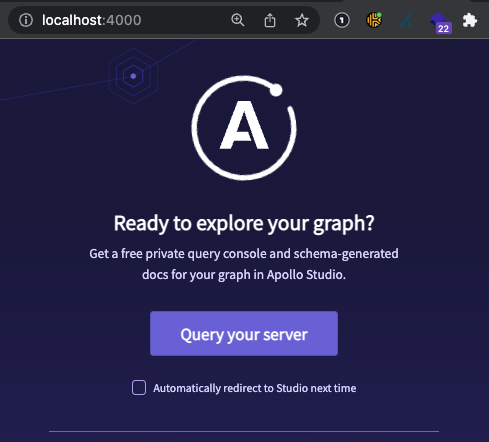 localhost:4000
1
22
A
Ready to explore your graph?
Get a free private query console and schema-generated
docs for your graph in Apollo Studio.
Query your server
Automatically redirect to Studio next time